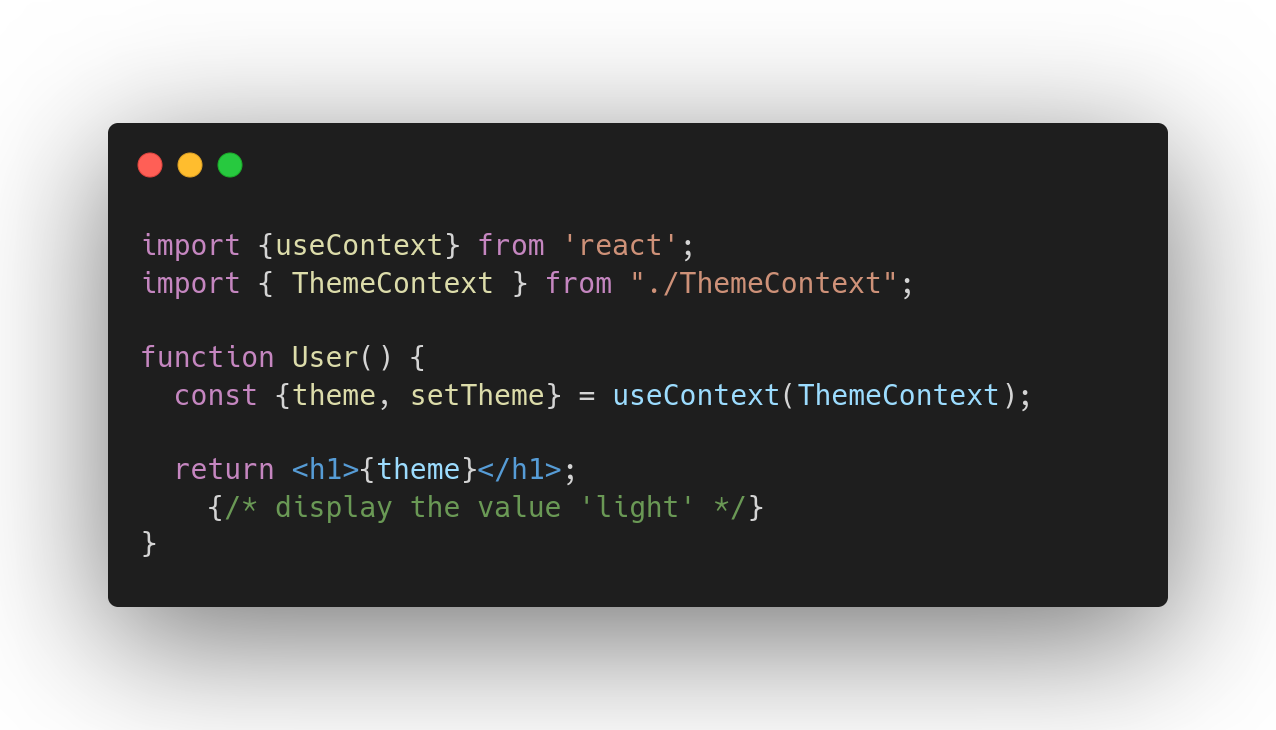 import {useContext} from 'react';
import { ThemeContext } from "./ThemeContext";
function User() {
const {theme, setTheme} = useContext(ThemeContext);
return <h1>{theme}</h1>;
{/* display the value 'light' */}
}